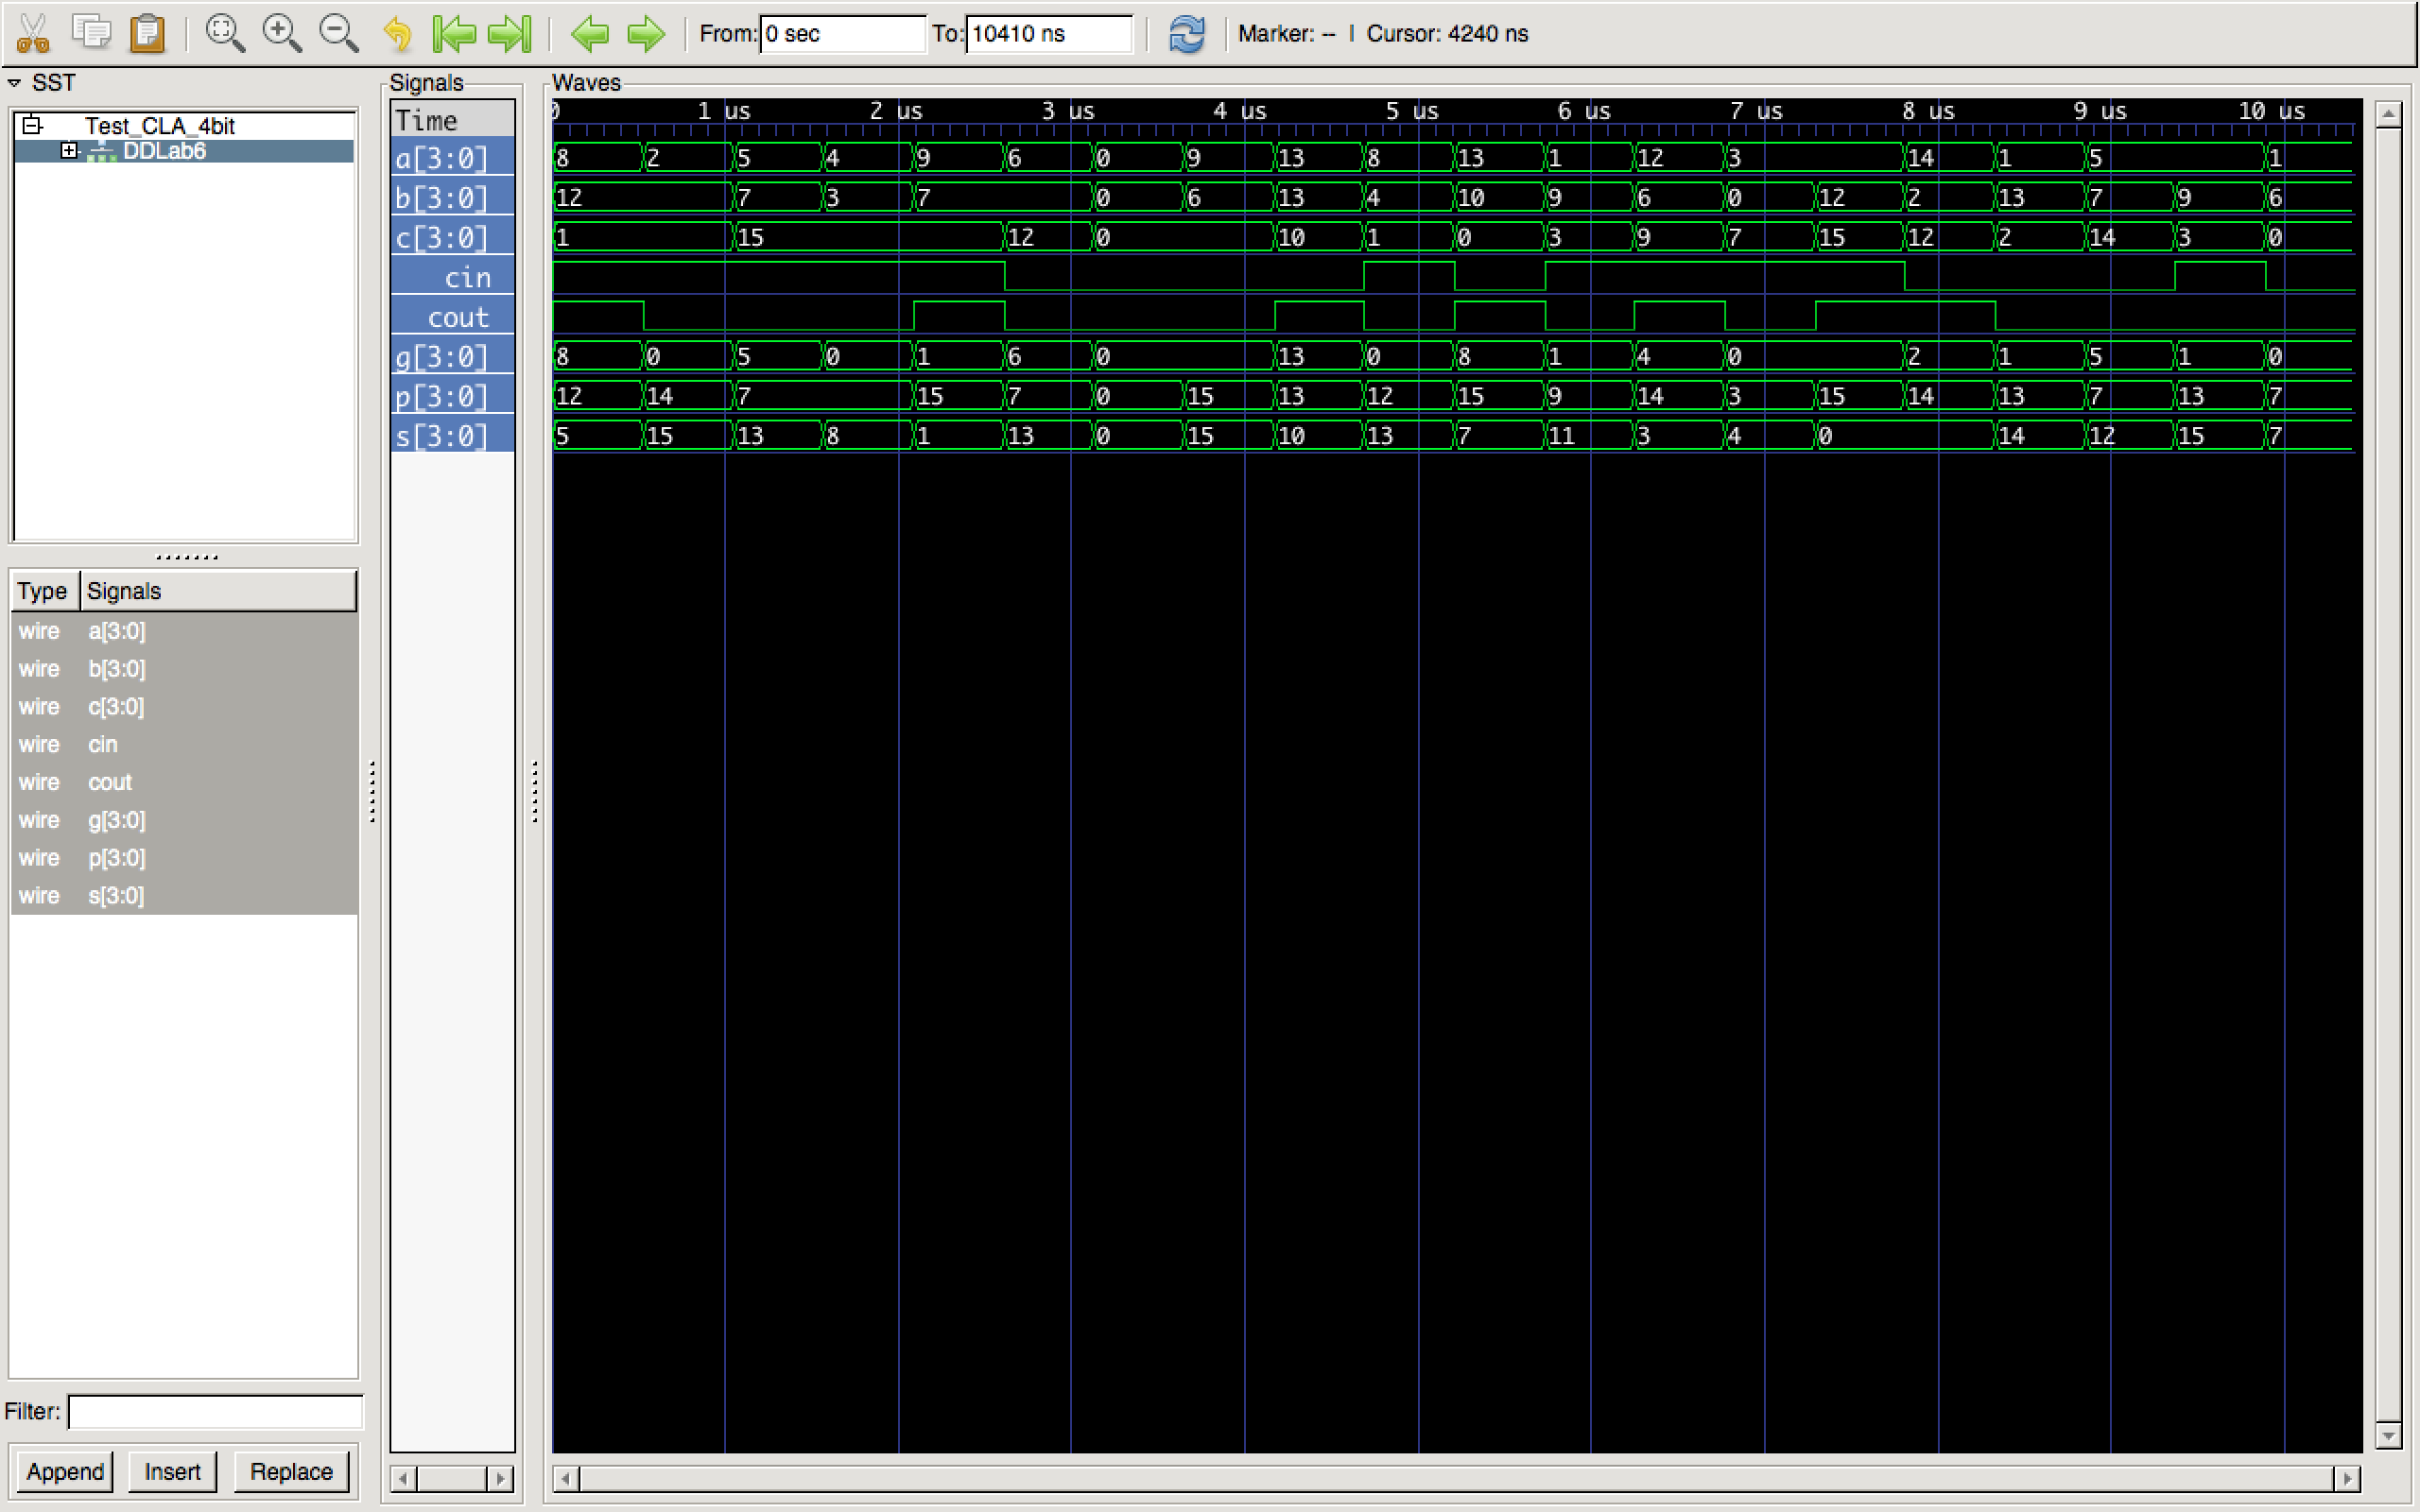 From: 0 sec To: 10410 ns Marker: -- | Cursor: 4240 ns
SST
Test_CLA_4bit
DDLab6
Type Signals
wire a[3:0]
wire b[3:0]
wire c[3:0]
wire cin
wire cout
wire g[3:0]
wire p[3:0]
wire s[3:0]
Filter:
Append Insert Replace
Signals
Time
a[3:0]
b[3:0]
c[3:0]
cin
cout
g[3:0]
p[3:0]
s[3:0]
Waves
0 1 us 2 us 3 us 4 us 5 us 6 us 7 us 8 us 9 us 10 us
8 2 5 4 9 6 0 9 13 8 13 1 12 3 14 1 5 1
12 7 3 7 0 6 13 4 10 9 6 0 12 2 13 7 9 6
1 15 12 0 10 1 0 3 9 7 15 12 2 14 3 0
8 0 5 0 1 6 0 13 0 8 1 4 0 2 1 5 1 0
12 14 7 15 7 0 15 13 12 15 9 14 3 15 14 13 7 13 7
5 15 13 8 1 13 0 15 10 13 7 11 3 4 0 14 12 15 7